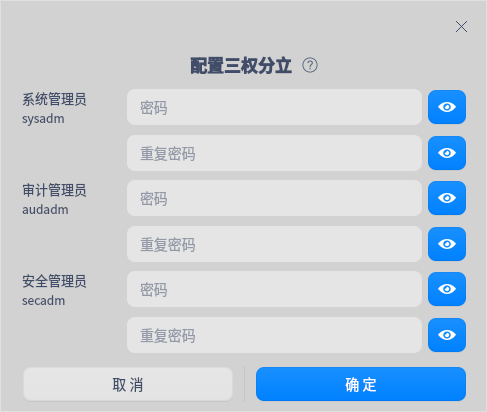 配置三权分立 ?
系统管理员
sysadm
密码
重复密码
审计管理员
audadm
密码
重复密码
安全管理员
secadm
密码
重复密码
取消
确定